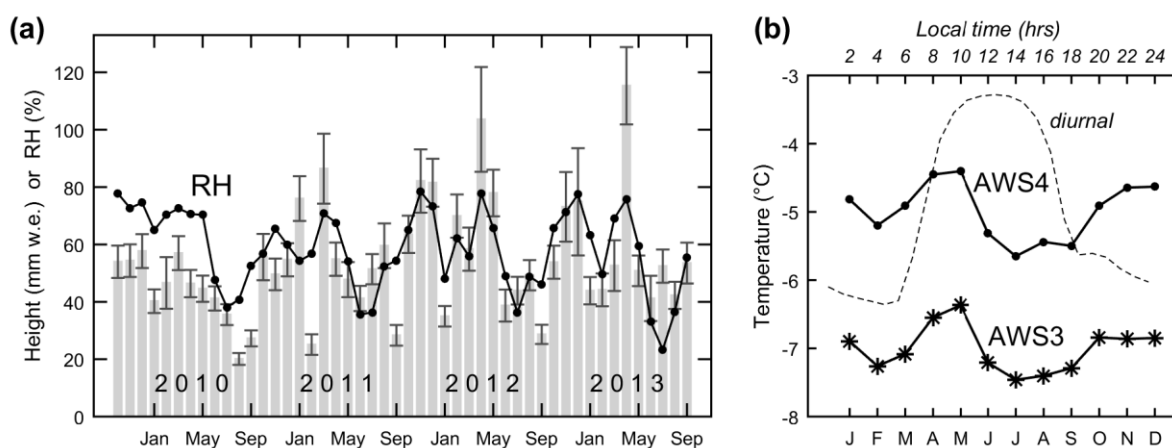 (a)
Height (mm w.e.) or RH (%)
120
100
80
60
40
20
0
RH
2010 2011 2012 2013
Jan May Sep Jan May Sep Jan May Sep Jan May Sep
(b)
Local time (hrs)
2 4 6 8 10 12 14 16 18 20 22 24
Temperature (°C)
-3
-4
-5
-6
-7
-8
diurnal
AWS4
AWS3
J F M A M J J A S O N D